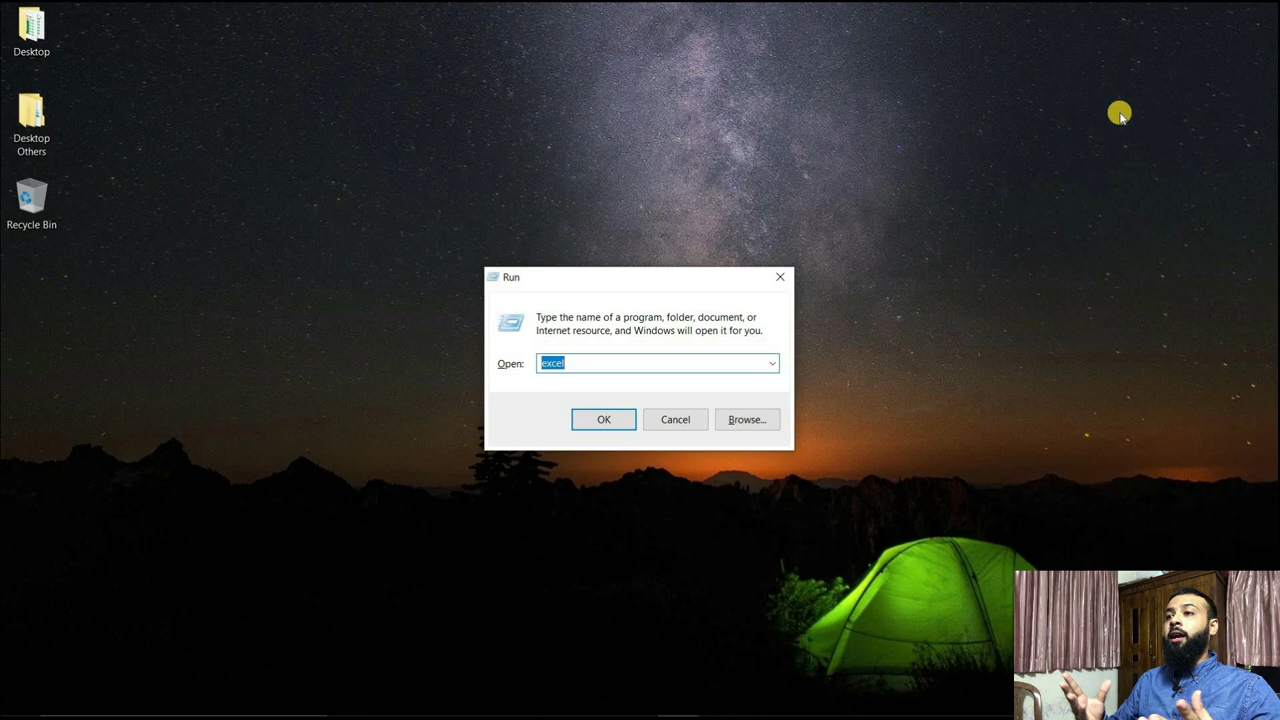 Desktop
Desktop
Others
Recycle Bin
Run
Type the name of a program, folder, document, or
Internet resource, and Windows will open it for you.
Open: excel
OK Cancel Browse...